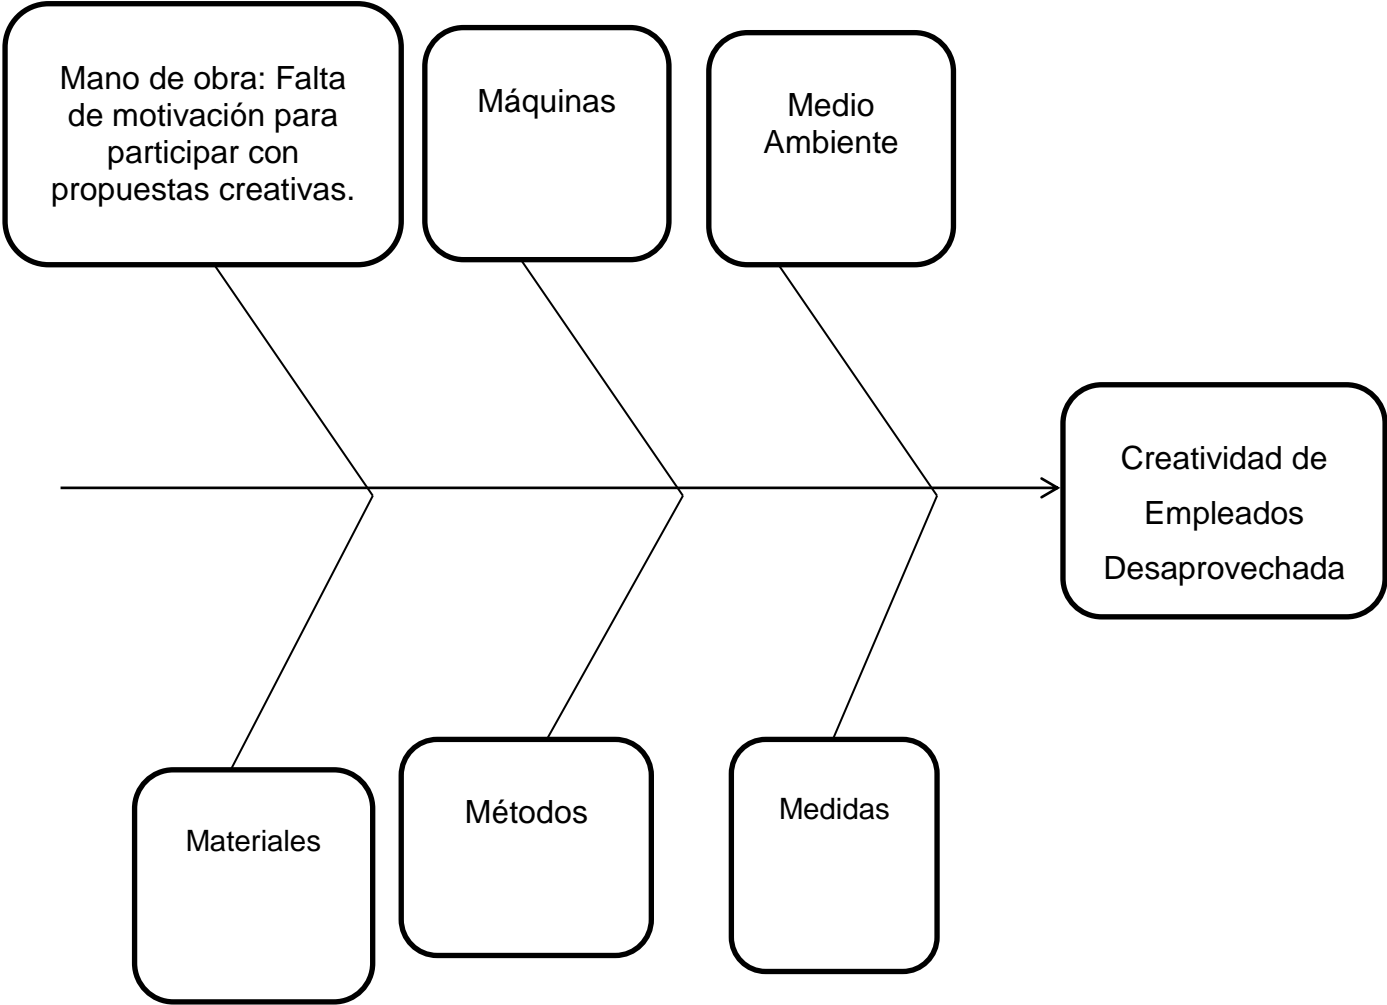 Mano de obra: Falta
de motivación para
participar con
propuestas creativas.
Máquinas
Medio
Ambiente
Creatividad de
Empleados
Desaprovechada
Materiales
Métodos
Medidas